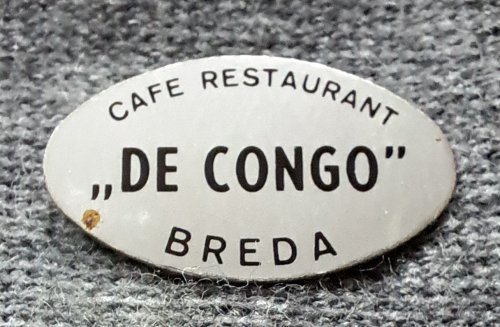 CAFE RESTAURANT
„DE CONGO”
BREDA